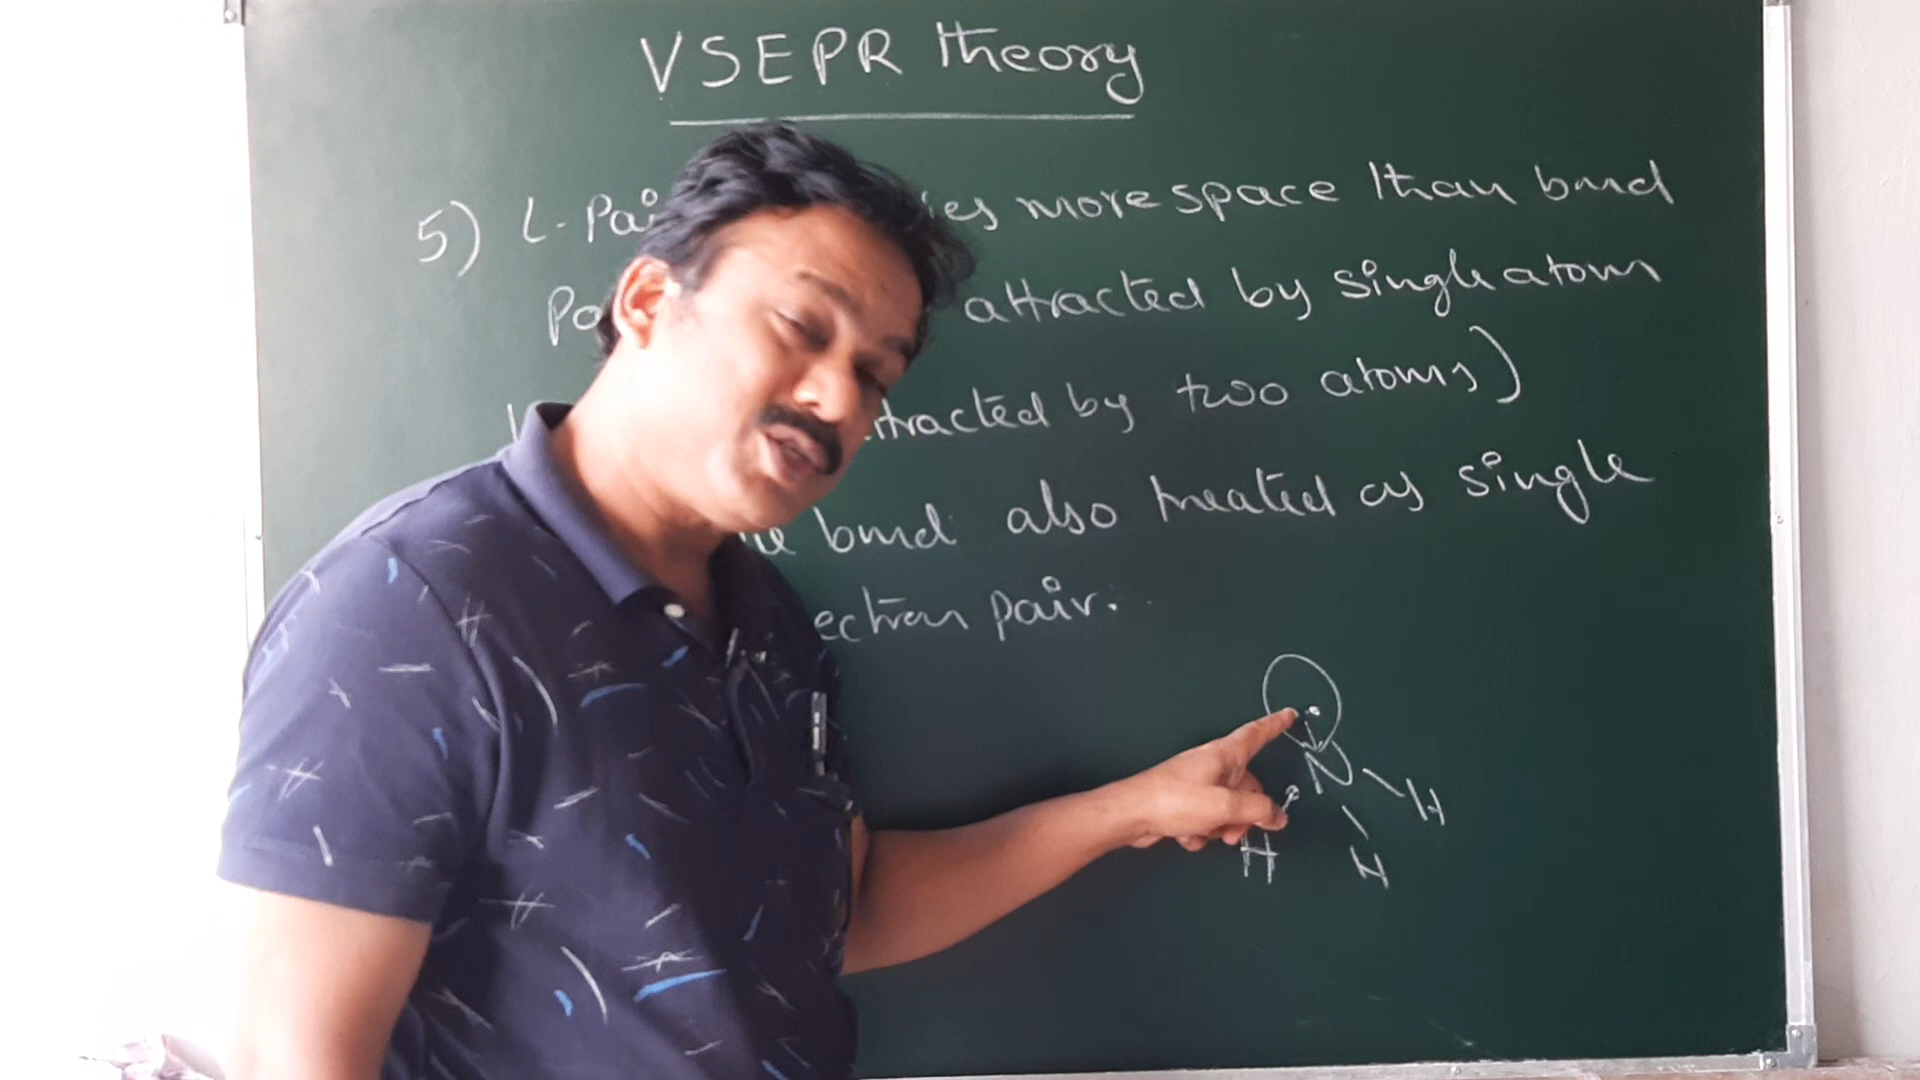 VSEPR theory
5) L-Pai ies more space than bond
Pa attracted by single atom
tracted by two atoms)
bond also treated as single
ectron pair.
N
H
H H